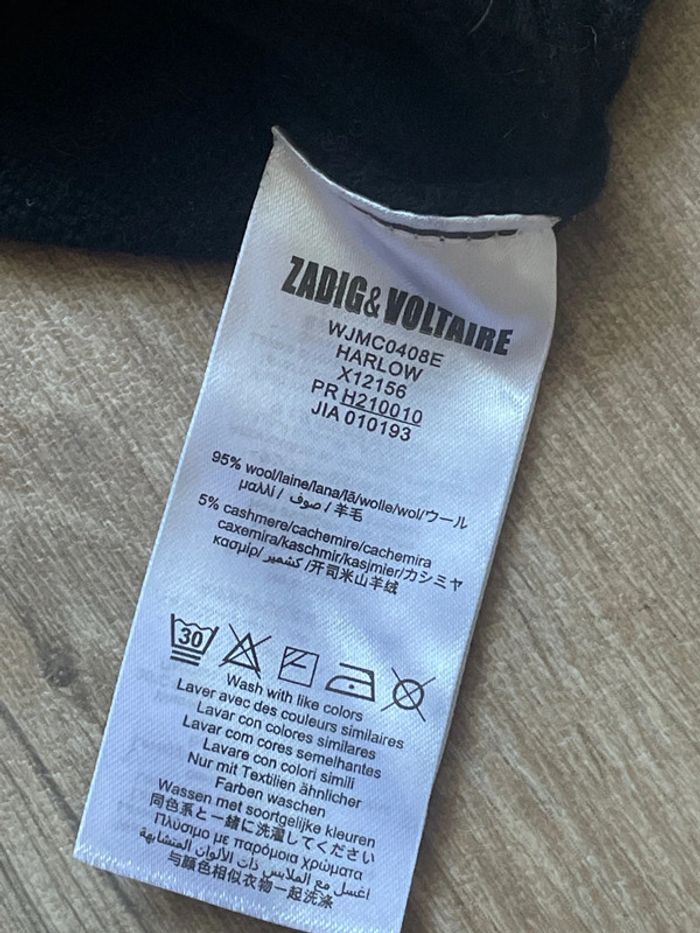 ZADIG & VOLTAIRE
WJMC0408E
HARLOW
X12156
PR H210010
JIA 010193
95% wool/laine/lana/lã/wolle/wol/ウール
μαλλί / صوف / 羊毛
5% cashmere/cachemire/cachemira
caxemira/kaschmir/kasjmier/カシミヤ
κασμίρ/ كشمير /开司米山羊绒
30
Wash with like colors
Laver avec des couleurs similaires
Lavar con colores similares
Lavar com cores semelhantes
Lavare con colori simili
Nur mit Textilien ähnlicher
Farben waschen
Wassen met soortgelijke kleuren
同色系と一緒に洗濯してください
Πλύσιμο με παρόμοια χρώματα
اغسل مع الملابس ذات الألوان المتشابهة
与颜色相似衣物一起洗涤